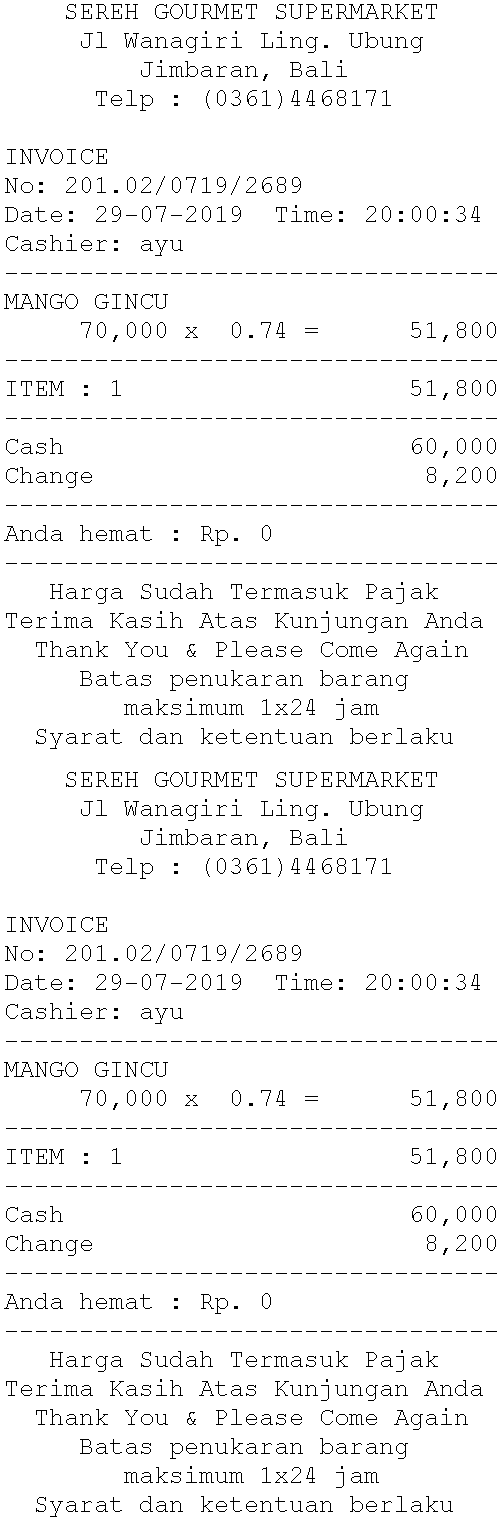 SEREH GOURMET SUPERMARKET
Jl Wanagiri Ling. Ubung
Jimbaran, Bali
Telp : (0361)4468171
INVOICE
No: 201.02/0719/2689
Date: 29-07-2019  Time: 20:00:34
Cashier: ayu
---------------------------------
MANGO GINCU
70,000 x  0.74 =      51,800
---------------------------------
ITEM : 1                   51,800
---------------------------------
Cash                       60,000
Change                      8,200
---------------------------------
Anda hemat : Rp. 0
---------------------------------
Harga Sudah Termasuk Pajak
Terima Kasih Atas Kunjungan Anda
Thank You & Please Come Again
Batas penukaran barang
maksimum 1x24 jam
Syarat dan ketentuan berlaku
SEREH GOURMET SUPERMARKET
Jl Wanagiri Ling. Ubung
Jimbaran, Bali
Telp : (0361)4468171
INVOICE
No: 201.02/0719/2689
Date: 29-07-2019  Time: 20:00:34
Cashier: ayu
---------------------------------
MANGO GINCU
70,000 x  0.74 =      51,800
---------------------------------
ITEM : 1                   51,800
---------------------------------
Cash                       60,000
Change                      8,200
---------------------------------
Anda hemat : Rp. 0
---------------------------------
Harga Sudah Termasuk Pajak
Terima Kasih Atas Kunjungan Anda
Thank You & Please Come Again
Batas penukaran barang
maksimum 1x24 jam
Syarat dan ketentuan berlaku